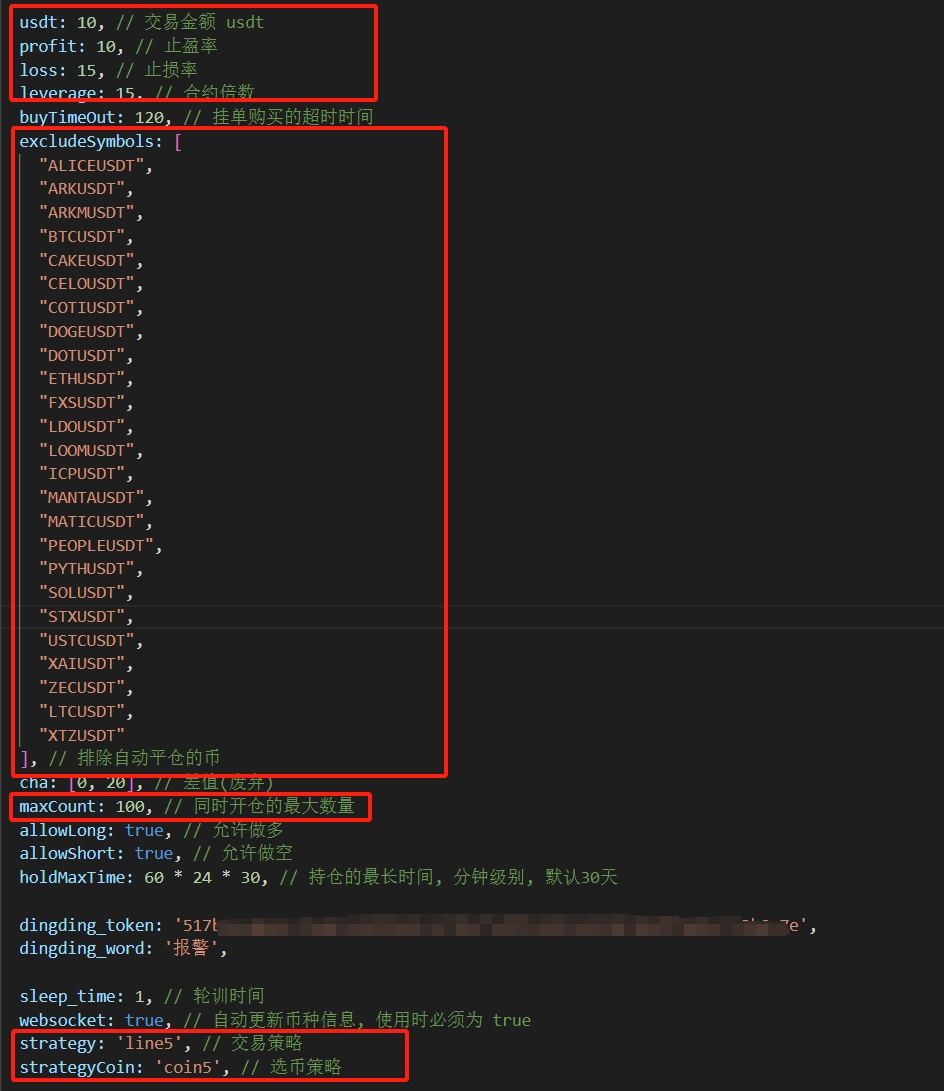 usdt: 10, // 交易金额 usdt
profit: 10, // 止盈率
loss: 15, // 止损率
leverage: 15, // 合约倍数
buyTimeOut: 120, // 挂单购买的超时时间
excludeSymbols: [
"ALICEUSDT",
"ARKUSDT",
"ARKMUSDT",
"BTCUSDT",
"CAKEUSDT",
"CELOUSDT",
"COTIUSDT",
"DOGEUSDT",
"DOTUSDT",
"ETHUSDT",
"FXSUSDT",
"LDOUSDT",
"LOOMUSDT",
"ICPUSDT",
"MANTAUSDT",
"MATICUSDT",
"PEOPLEUSDT",
"PYTHUSDT",
"SOLUSDT",
"STXUSDT",
"USTCUSDT",
"XAIUSDT",
"ZECUSDT",
"LTCUSDT",
"XTZUSDT"
], // 排除自动平仓的币
cha: [0, 20], // 差值(废弃)
maxCount: 100, // 同时开仓的最大数量
allowLong: true, // 允许做多
allowShort: true, // 允许做空
holdMaxTime: 60 * 24 * 30, // 持仓的最长时间, 分钟级别, 默认30天
dingding_token: '517
dingding_word: '报警',
sleep_time: 1, // 轮训时间
websocket: true, // 自动更新币种信息, 使用时必须为 true
strategy: 'line5', // 交易策略
strategyCoin: 'coin5', // 选币策略